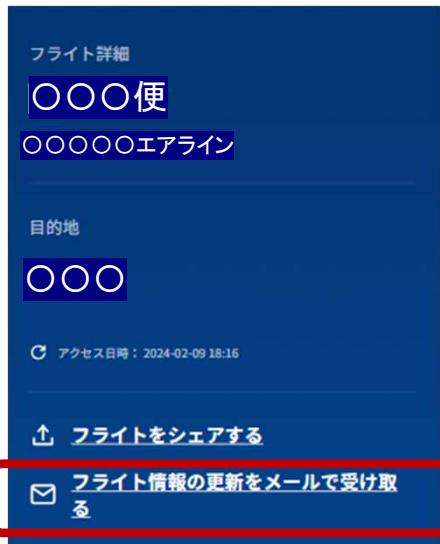 フライト詳細
〇〇〇便
〇〇〇〇〇エアライン
目的地
〇〇〇
アクセス日時：2024-02-09 18:16
フライトをシェアする
フライト情報の更新をメールで受け取
る